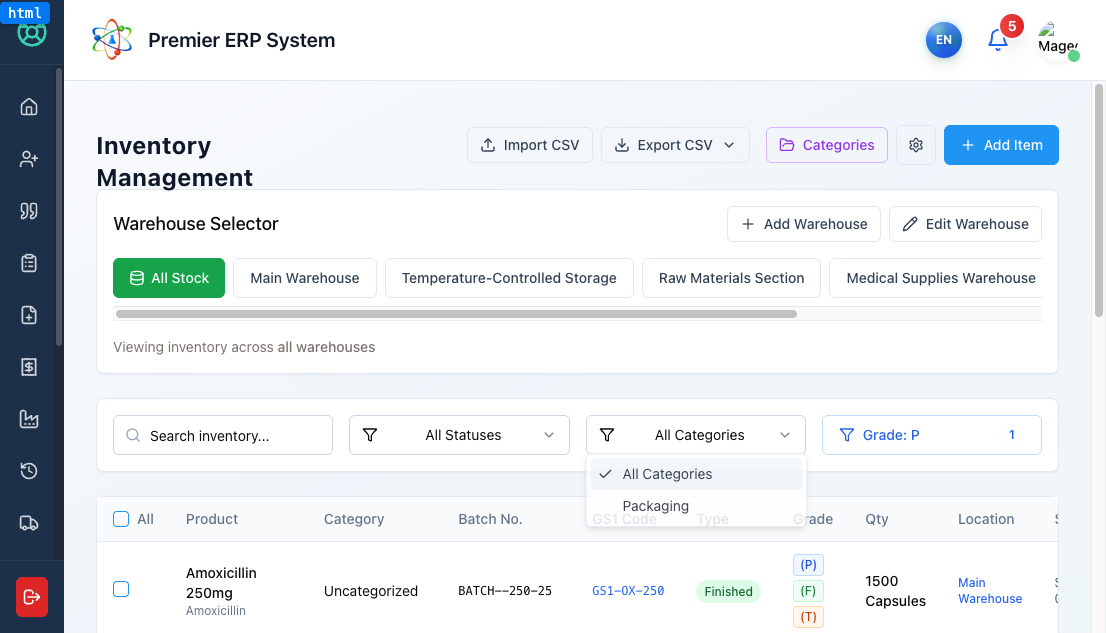 html
Premier ERP System
EN
5
Mager
Inventory
Management
Import CSV
Export CSV
Categories
Add Item
Warehouse Selector
Add Warehouse
Edit Warehouse
All Stock
Main Warehouse
Temperature-Controlled Storage
Raw Materials Section
Medical Supplies Warehouse
Viewing inventory across all warehouses
Search inventory...
All Statuses
All Categories
Grade: P
1
All Categories
Packaging
All
Product
Category
Batch No.
GS1 Code
Type
Grade
Qty
Location
Amoxicillin
250mg
Amoxicillin
Uncategorized
BATCH--250-25
GS1-OX-250
Finished
(P)
(F)
(T)
1500
Capsules
Main
Warehouse